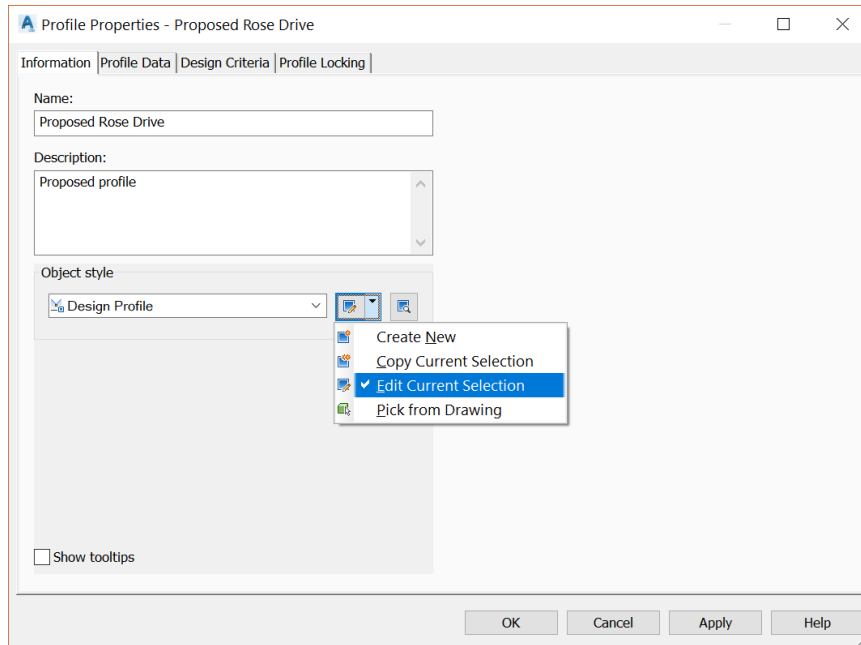 Profile Properties - Proposed Rose Drive
Information Profile Data Design Criteria Profile Locking
Name:
Proposed Rose Drive
Description:
Proposed profile
Object style
Design Profile
Create New
Copy Current Selection
Edit Current Selection
Pick from Drawing
Show tooltips
OK Cancel Apply Help